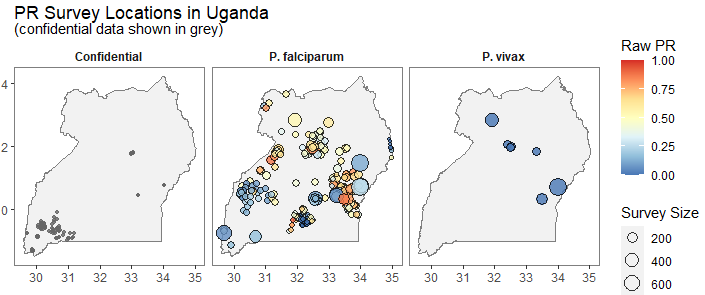 PR Survey Locations in Uganda
(confidential data shown in grey)
Confidential
P. falciparum
P. vivax
4
2
0
30 31 32 33 34 35
30 31 32 33 34 35
30 31 32 33 34 35
Raw PR
1.00
0.75
0.50
0.25
0.00
Survey Size
200
400
600